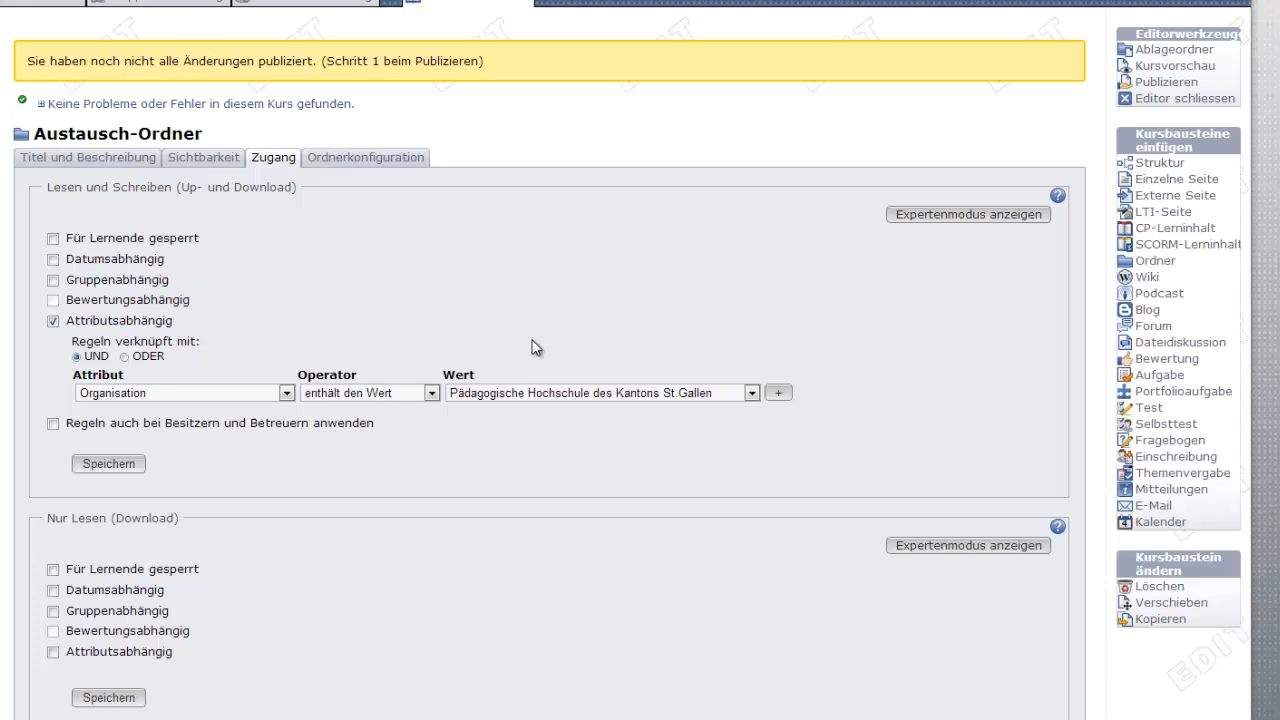 Sie haben noch nicht alle Änderungen publiziert. (Schritt 1 beim Publizieren)
Keine Probleme oder Fehler in diesem Kurs gefunden.
Austausch-Ordner
Titel und Beschreibung
Sichtbarkeit
Zugang
Ordnerkonfiguration
Lesen und Schreiben (Up- und Download)
?
Expertenmodus anzeigen
Für Lernende gesperrt
Datumsabhängig
Gruppenabhängig
Bewertungsabhängig
Attributsabhängig
Regeln verknüpft mit:
UND ODER
Attribut Operator Wert
Organisation enthält den Wert Pädagogische Hochschule des Kantons St.Gallen +
Regeln auch bei Besitzern und Betreuern anwenden
Speichern
Nur Lesen (Download)
?
Expertenmodus anzeigen
Für Lernende gesperrt
Datumsabhängig
Gruppenabhängig
Bewertungsabhängig
Attributsabhängig
Speichern
Editorwerkzeuge
Ablageordner
Kursvorschau
Publizieren
Editor schliessen
Kursbausteine
einfügen
Struktur
Einzelne Seite
Externe Seite
LTI-Seite
CP-Lerninhalt
SCORM-Lerninhalt
Ordner
Wiki
Podcast
Blog
Forum
Dateidiskussion
Bewertung
Aufgabe
Portfolioaufgabe
Test
Selbsttest
Fragebogen
Einschreibung
Themenvergabe
Mitteilungen
E-Mail
Kalender
Kursbaustein
ändern
Löschen
Verschieben
Kopieren
EDIT